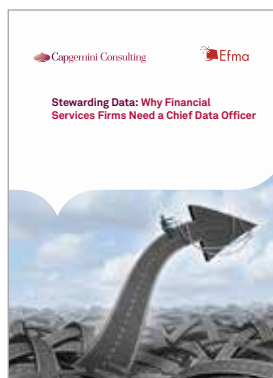 Capgemini Consulting
Efma
Stewarding Data: Why Financial
Services Firms Need a Chief Data Officer